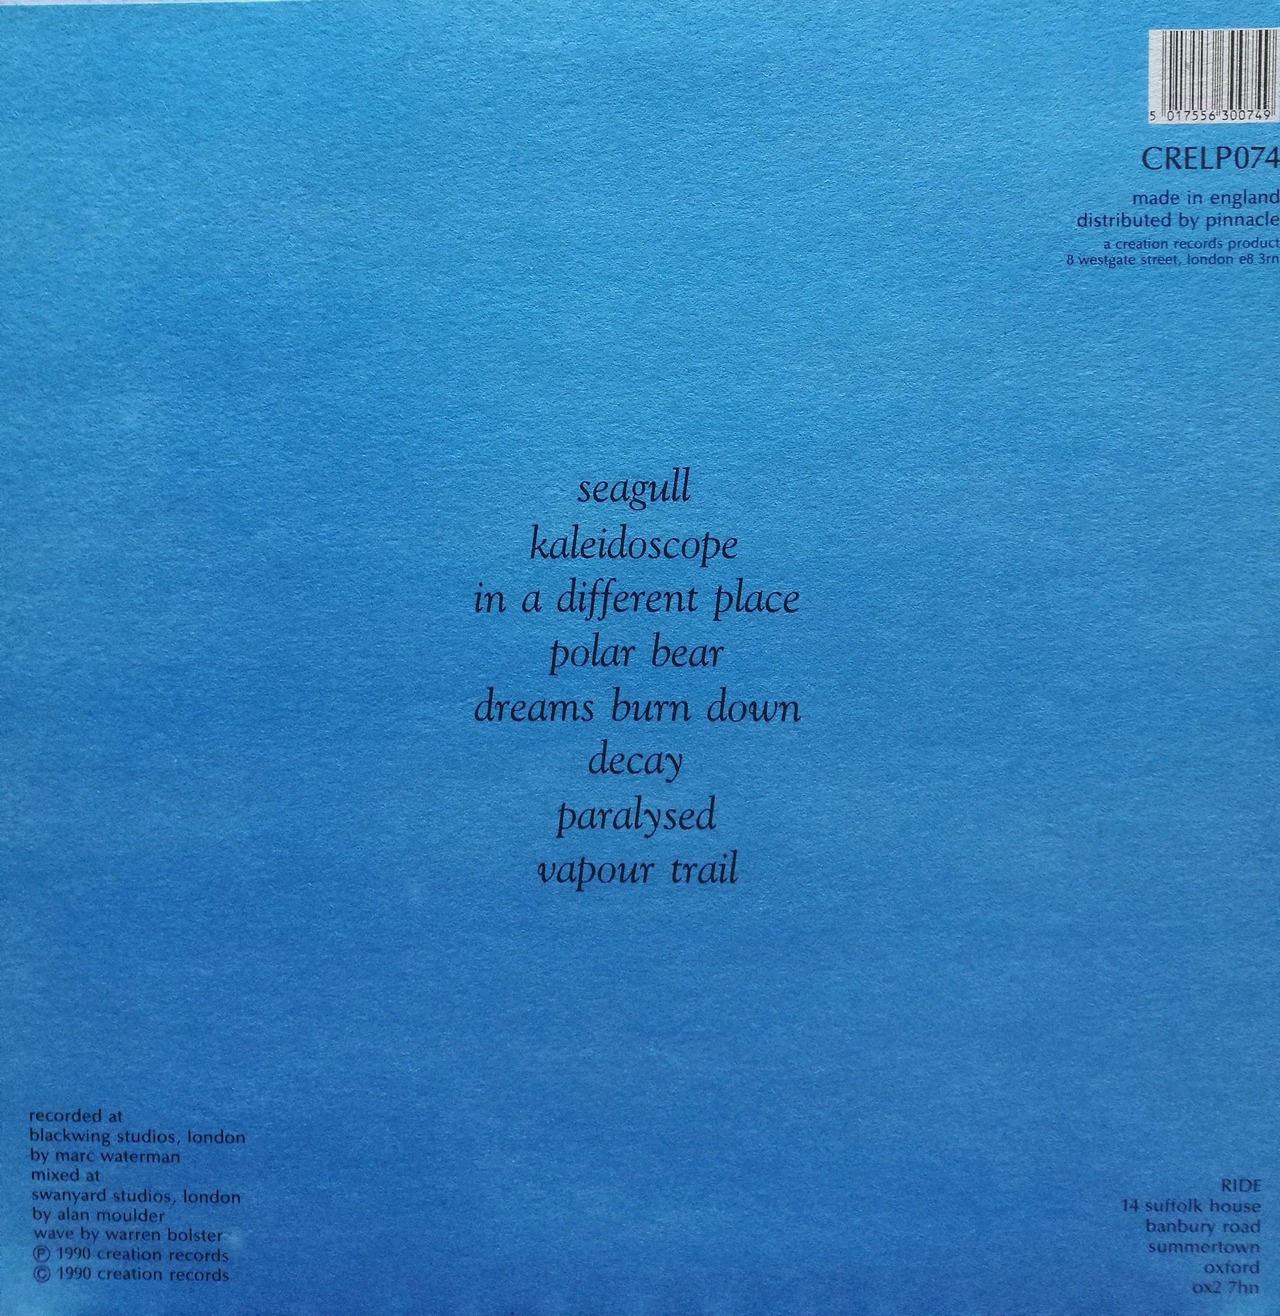 5 017556 300749
CRELP074
made in england
distributed by pinnacle
a creation records product
8 westgate street, london e8 3rn
seagull
kaleidoscope
in a different place
polar bear
dreams burn down
decay
paralysed
vapour trail
recorded at
blackwing studios, london
by marc waterman
mixed at
swanyard studios, london
by alan moulder
wave by warren bolster
℗ 1990 creation records
© 1990 creation records
RIDE
14 suffolk house
banbury road
summertown
oxford
ox2 7hn